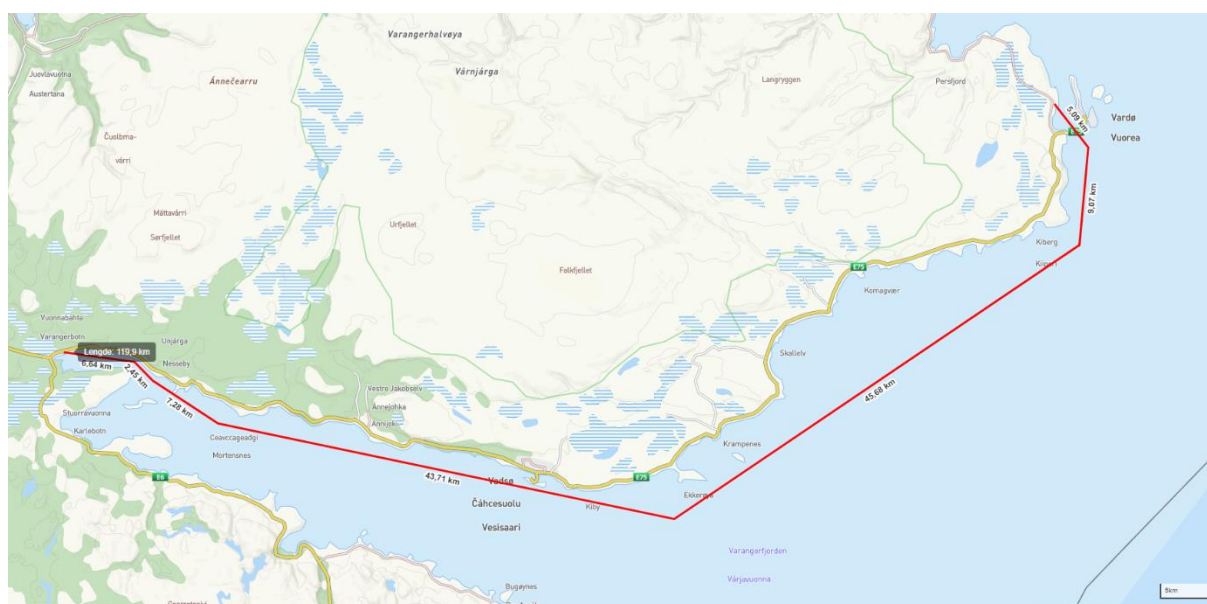 Varangerhalvøya
Várnjárga
Juovlavuonna
Austertana
Ánnečearru
Langryggen
Persfjord
Vardø
Vuorea
5,09 km
Čuolbma-
várri
9,07 km
Máttavárri
Sørfjellet
Urfjellet
Falkfjellet
Kiberg
E75
Komagvær
Vuonnabahta
Varangerbotn
Unjárga
Nesseby
Lengde: 119,9 km
6,64 km
2,45 km
7,28 km
Skallelv
45,68 km
Vestre Jakobselv
Annejohka
Annijoki
Stuorravuonna
Karlebotn
Ceavccageadgi
Mortensnes
Krampenes
E6
43,71 km
Vadsø
E75
Ekkerøy
Čáhcesuolu
Kiby
Vesisaari
Varangerfjorden
Várjavuonna
Bugøynes
5km